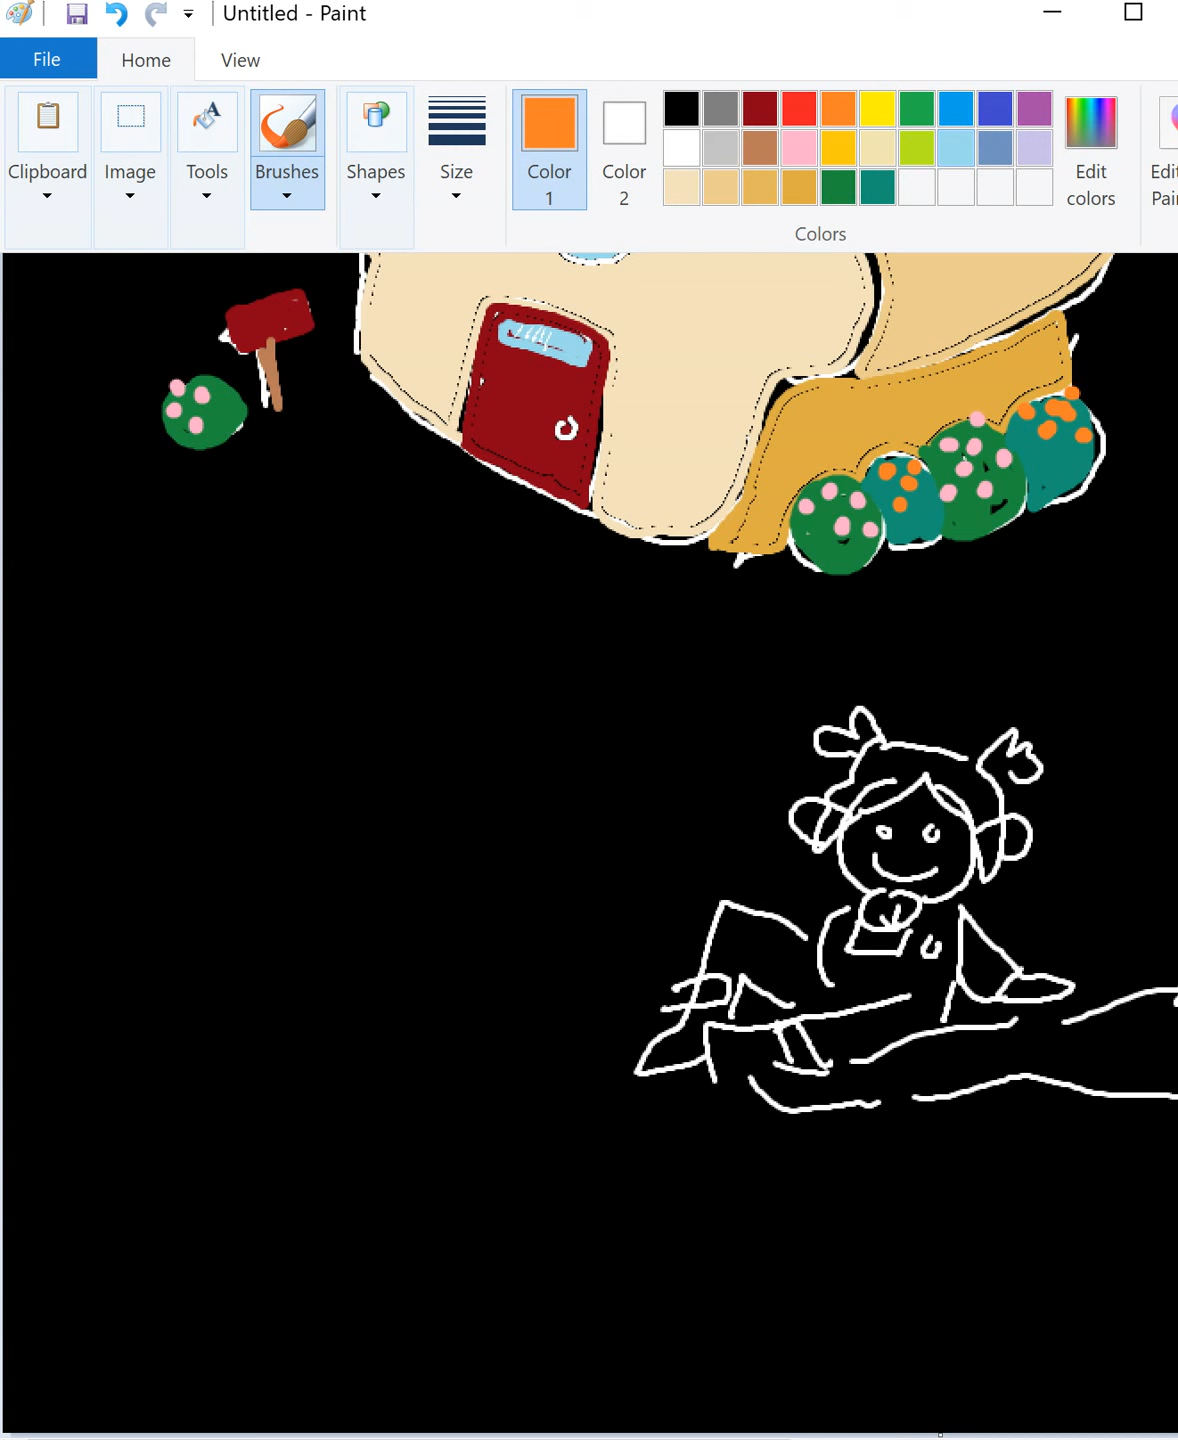 Untitled - Paint
File Home View
Clipboard Image Tools Brushes Shapes Size Color 1 Color 2 Edit colors
Colors